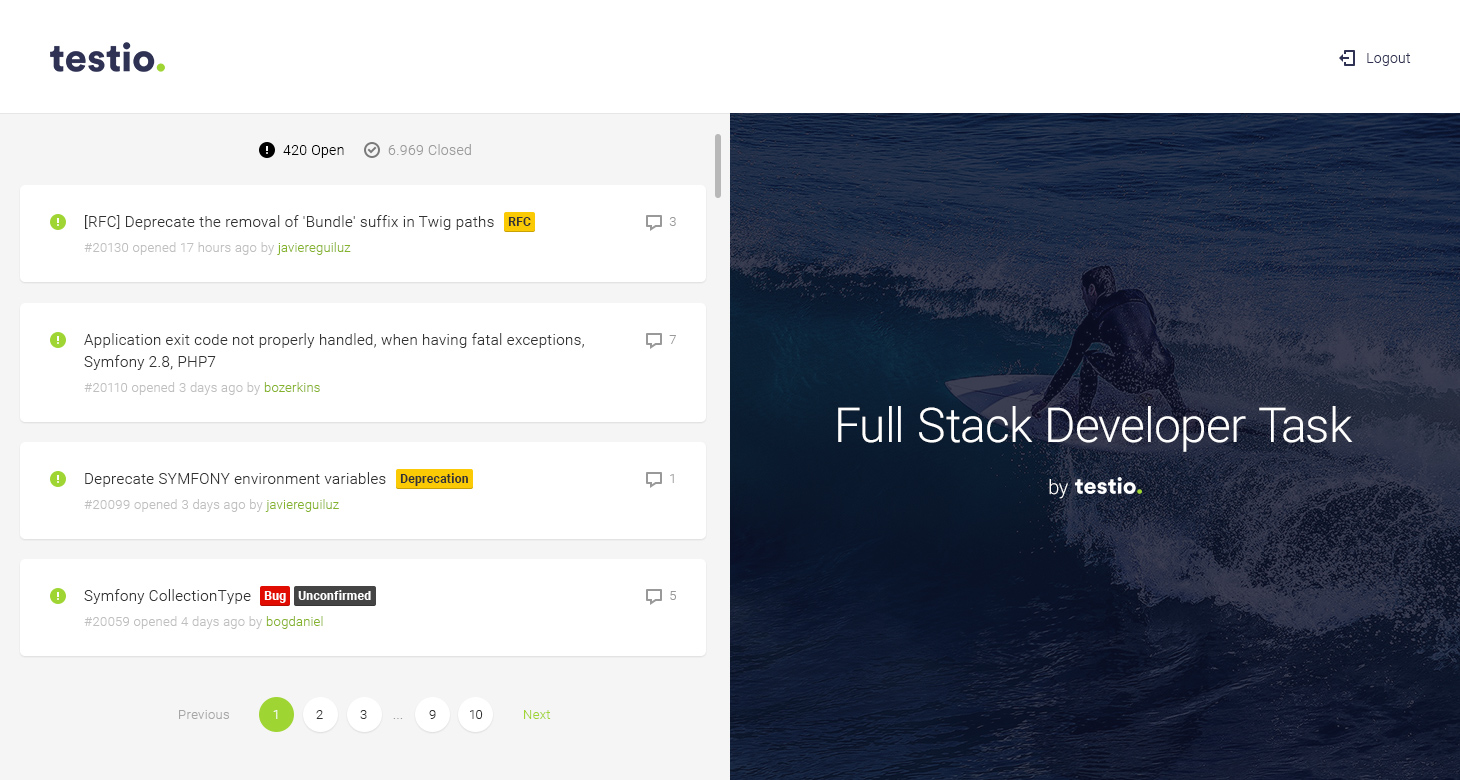 testio.
Logout
420 Open 6.969 Closed
[RFC] Deprecate the removal of 'Bundle' suffix in Twig paths RFC 3
#20130 opened 17 hours ago by javiereguiluz
Application exit code not properly handled, when having fatal exceptions, 7
Symfony 2.8, PHP7
#20110 opened 3 days ago by bozerkins
Deprecate SYMFONY environment variables Deprecation 1
#20099 opened 3 days ago by javiereguiluz
Symfony CollectionType Bug Unconfirmed 5
#20059 opened 4 days ago by bogdaniel
Previous 1 2 3 ... 9 10 Next
Full Stack Developer Task
by testio.